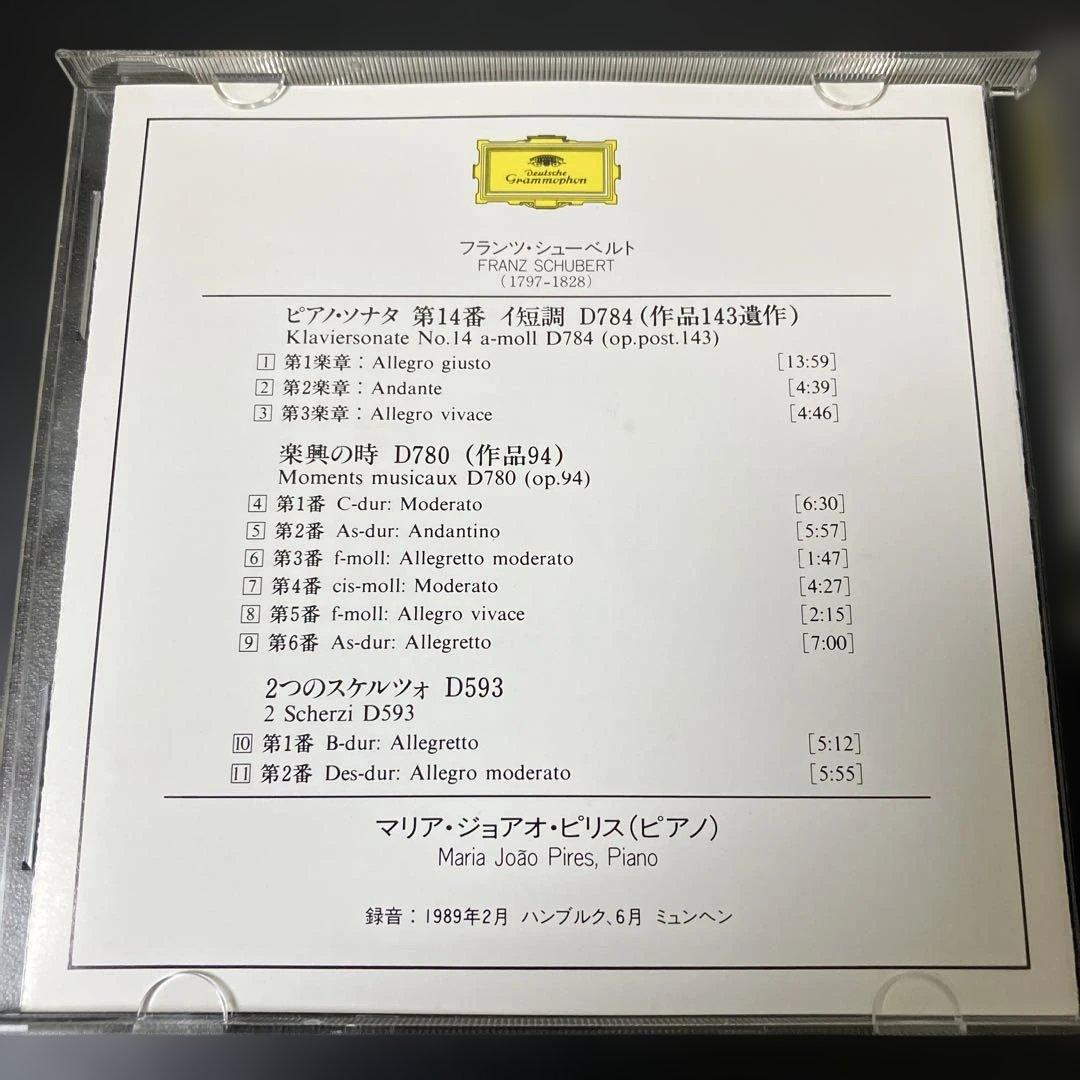 Deutsche
Grammophon
フランツ・シューベルト
FRANZ SCHUBERT
(1797-1828)
ピアノ・ソナタ 第14番 イ短調 D784(作品143遺作)
Klaviersonate No.14 a-moll D784 (op.post.143)
1 第1楽章：Allegro giusto [13:59]
2 第2楽章：Andante [4:39]
3 第3楽章：Allegro vivace [4:46]
楽興の時 D780 (作品94)
Moments musicaux D780 (op.94)
4 第1番 C-dur: Moderato [6:30]
5 第2番 As-dur: Andantino [5:57]
6 第3番 f-moll: Allegretto moderato [1:47]
7 第4番 cis-moll: Moderato [4:27]
8 第5番 f-moll: Allegro vivace [2:15]
9 第6番 As-dur: Allegretto [7:00]
2つのスケルツォ D593
2 Scherzi D593
10 第1番 B-dur: Allegretto [5:12]
11 第2番 Des-dur: Allegro moderato [5:55]
マリア・ジョアオ・ピリス(ピアノ)
Maria João Pires, Piano
録音：1989年2月 ハンブルク、6月 ミュンヘン